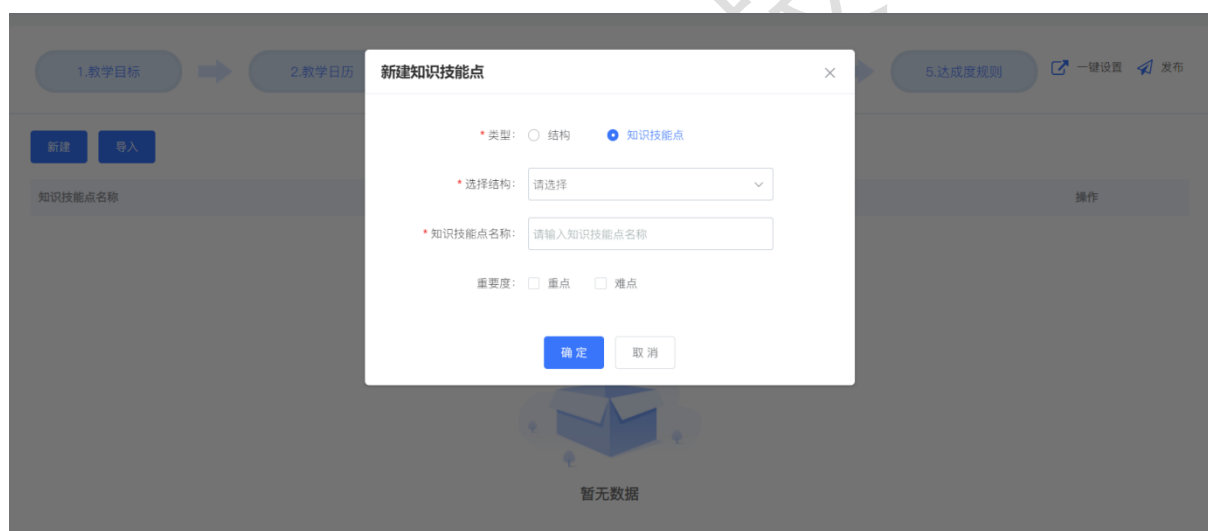 1.教学目标
2.教学日历
5.达成度规则
一键设置
发布
新建
导入
知识技能点名称
操作
新建知识技能点
* 类型: 结构 知识技能点
* 选择结构: 请选择
* 知识技能点名称: 请输入知识技能点名称
重要度: 重点 难点
确定 取消
暂无数据